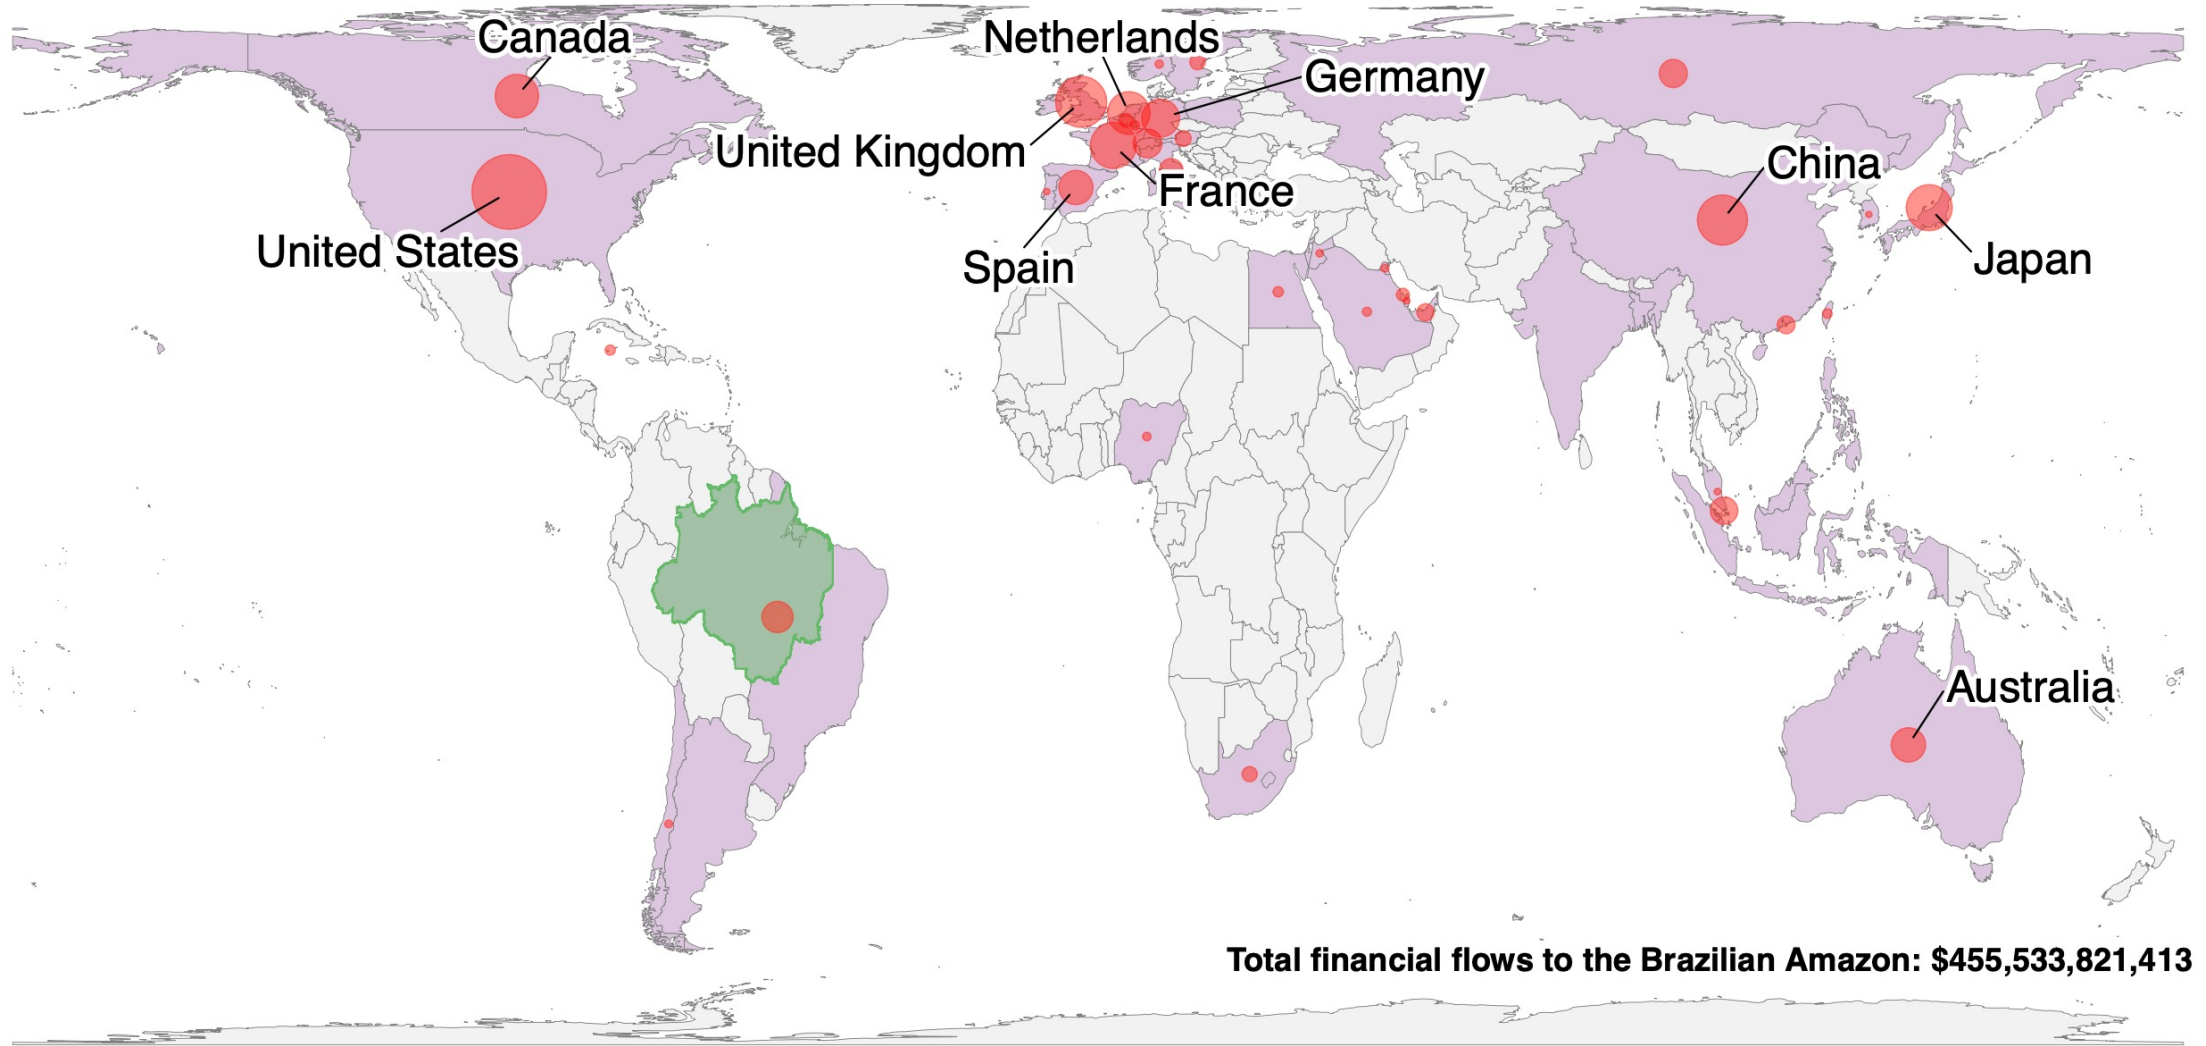 Canada
Netherlands
Germany
United Kingdom
China
France
United States
Spain
Japan
Australia
Total financial flows to the Brazilian Amazon: $455,533,821,413